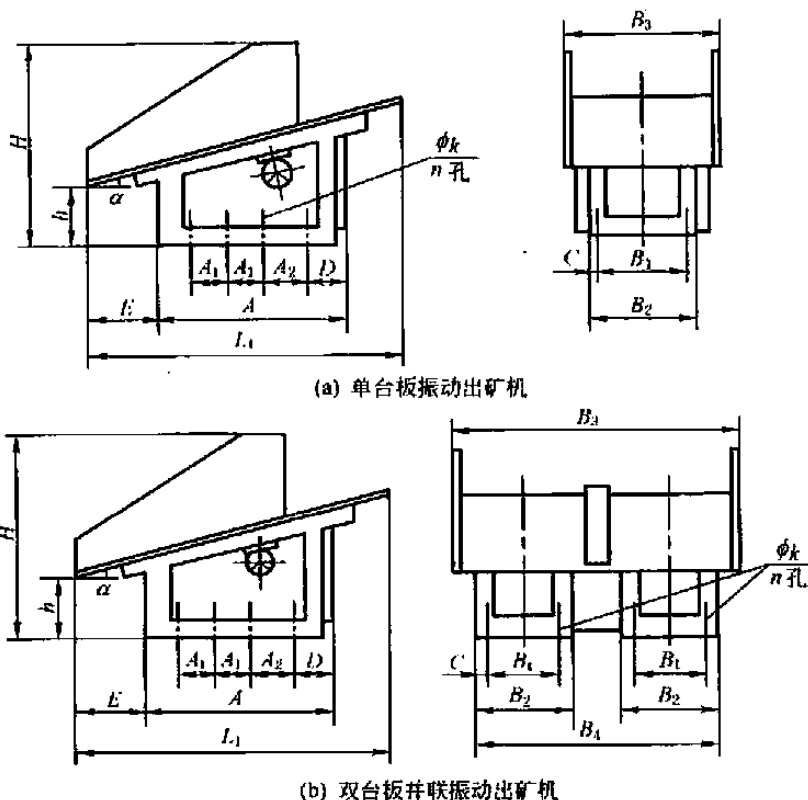 B₃
H
h
α
ϕk
n 孔
A₁ A₁ A₂ D
E A
L₁
C B₁
B₂
(a) 单台板振动出矿机
B₃
H
h
α
ϕk
n 孔
A₁ A₁ A₂ D
E A
L₁
C B₁ B₁
B₂ B₂
B₄
(b) 双台板并联振动出矿机